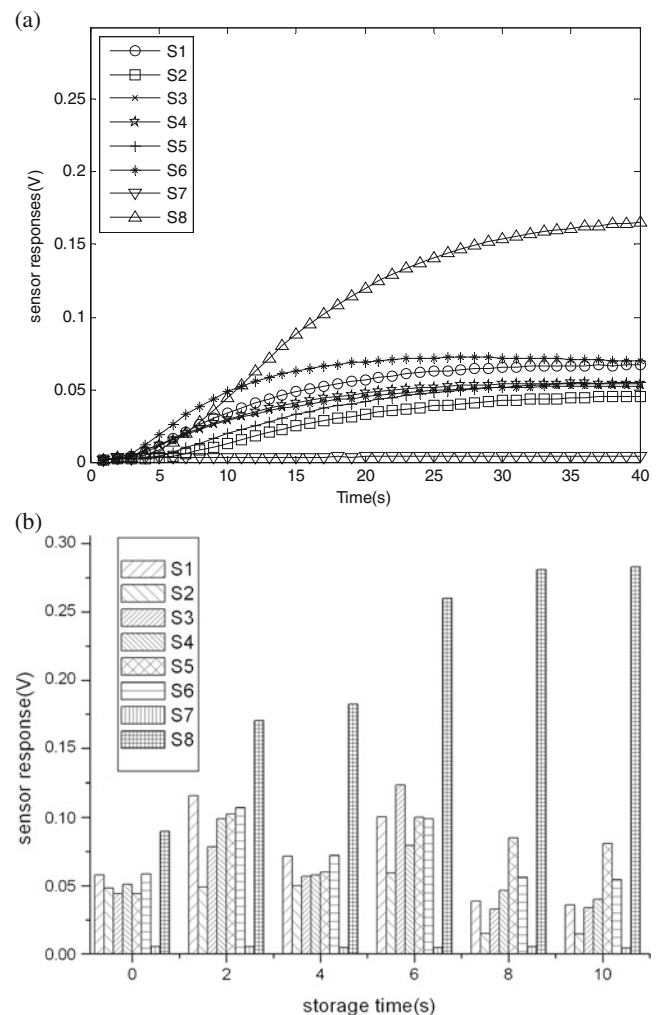 (a)
0.25
0.2
0.15
0.1
0.05
0
sensor responses(V)
S1
S2
S3
S4
S5
S6
S7
S8
0 5 10 15 20 25 30 35 40
Time(s)
(b)
0.30
0.25
0.20
0.15
0.10
0.05
0.00
sensor response(V)
S1
S2
S3
S4
S5
S6
S7
S8
0 2 4 6 8 10
storage time(s)